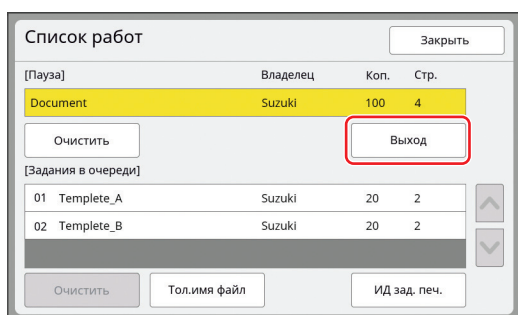 Список работ Закрыть
[Пауза] Владелец Коп. Стр.
Document Suzuki 100 4
Очистить Выход
[Задания в очереди]
01 Templete_A Suzuki 20 2
02 Templete_B Suzuki 20 2
Очистить Тол.имя файл ИД зад. печ.